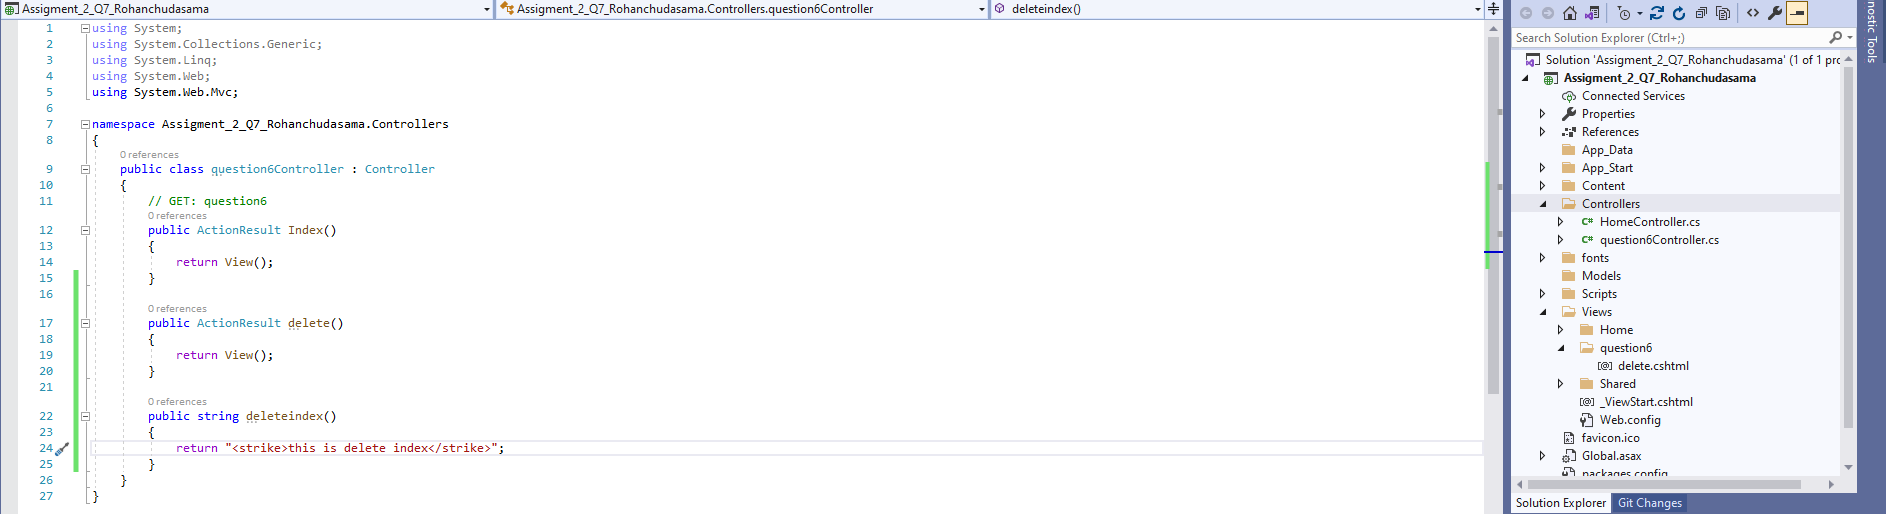 Assigment_2_Q7_Rohanchudasama
Assigment_2_Q7_Rohanchudasama.Controllers.question6Controller
deleteindex()
1 using System;
2 using System.Collections.Generic;
3 using System.Linq;
4 using System.Web;
5 using System.Web.Mvc;
6
7 namespace Assigment_2_Q7_Rohanchudasama.Controllers
8 {
0 references
9 public class question6Controller : Controller
10 {
11 // GET: question6
0 references
12 public ActionResult Index()
13 {
14 return View();
15 }
16
0 references
17 public ActionResult delete()
18 {
19 return View();
20 }
21
0 references
22 public string deleteindex()
23 {
24 return "<strike>this is delete index</strike>";
25 }
26 }
27 }
Search Solution Explorer (Ctrl+;)
Solution 'Assigment_2_Q7_Rohanchudasama' (1 of 1 pro
Assigment_2_Q7_Rohanchudasama
Connected Services
Properties
References
App_Data
App_Start
Content
Controllers
C# HomeController.cs
C# question6Controller.cs
fonts
Models
Scripts
Views
Home
question6
[@] delete.cshtml
Shared
[@] _ViewStart.cshtml
Web.config
favicon.ico
Global.asax
packages.config
Solution Explorer
Git Changes
nostic Tools